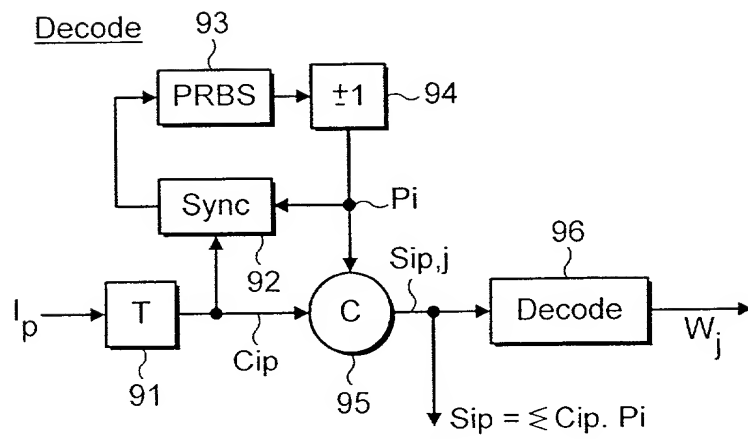 Decode
93
PRBS
±1
94
Sync
Pi
92
96
Sip,j
Ip
T
Cip
C
Decode
Wj
91
95
Sip = ≶ Cip. Pi